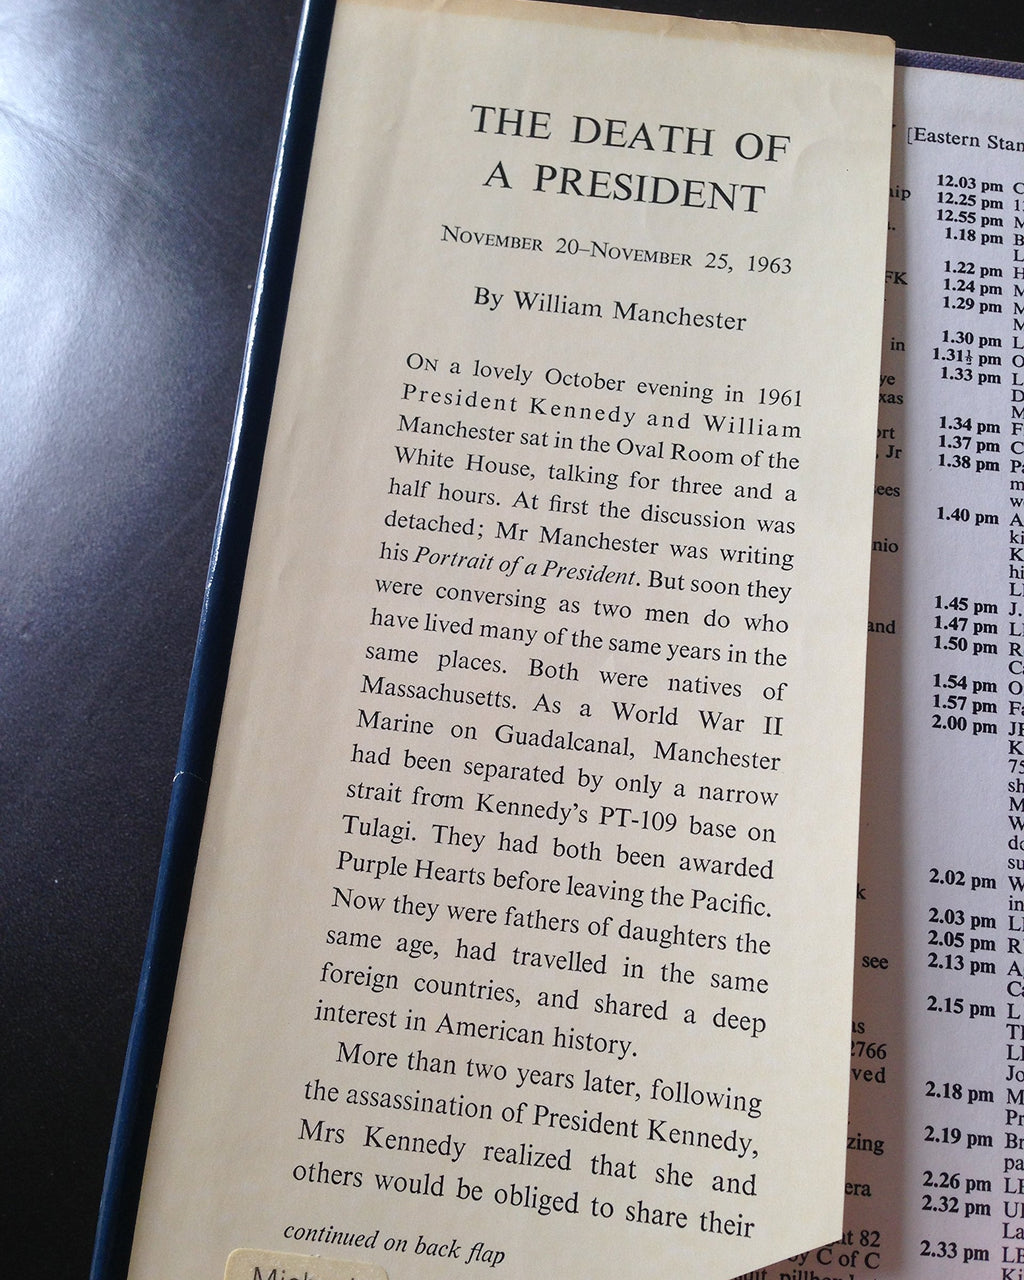 THE DEATH OF
A PRESIDENT
NOVEMBER 20–NOVEMBER 25, 1963
By William Manchester
ON a lovely October evening in 1961
President Kennedy and William
Manchester sat in the Oval Room of the
White House, talking for three and a
half hours. At first the discussion was
detached; Mr Manchester was writing
his Portrait of a President. But soon they
were conversing as two men do who
have lived many of the same years in the
same places. Both were natives of
Massachusetts. As a World War II
Marine on Guadalcanal, Manchester
had been separated by only a narrow
strait from Kennedy's PT-109 base on
Tulagi. They had both been awarded
Purple Hearts before leaving the Pacific.
Now they were fathers of daughters the
same age, had travelled in the same
foreign countries, and shared a deep
interest in American history.
More than two years later, following
the assassination of President Kennedy,
Mrs Kennedy realized that she and
others would be obliged to share their
continued on back flap
FK
in
Jr
and
see
2766
at 82
by C of C
[Eastern
12.03 pm
12.25 pm
12.55 pm
1.18 pm
1.22 pm
1.24 pm
1.29 pm
1.30 pm
1.31½ pm
1.33 pm
1.34 pm
1.37 pm
1.38 pm
1.40 pm
1.45 pm J.
1.47 pm
1.50 pm
1.54 pm
1.57 pm
2.00 pm
2.02 pm
in
2.03 pm
2.05 pm
2.13 pm
2.15 pm
2.18 pm
2.19 pm
2.26 pm
2.32 pm
2.33 pm